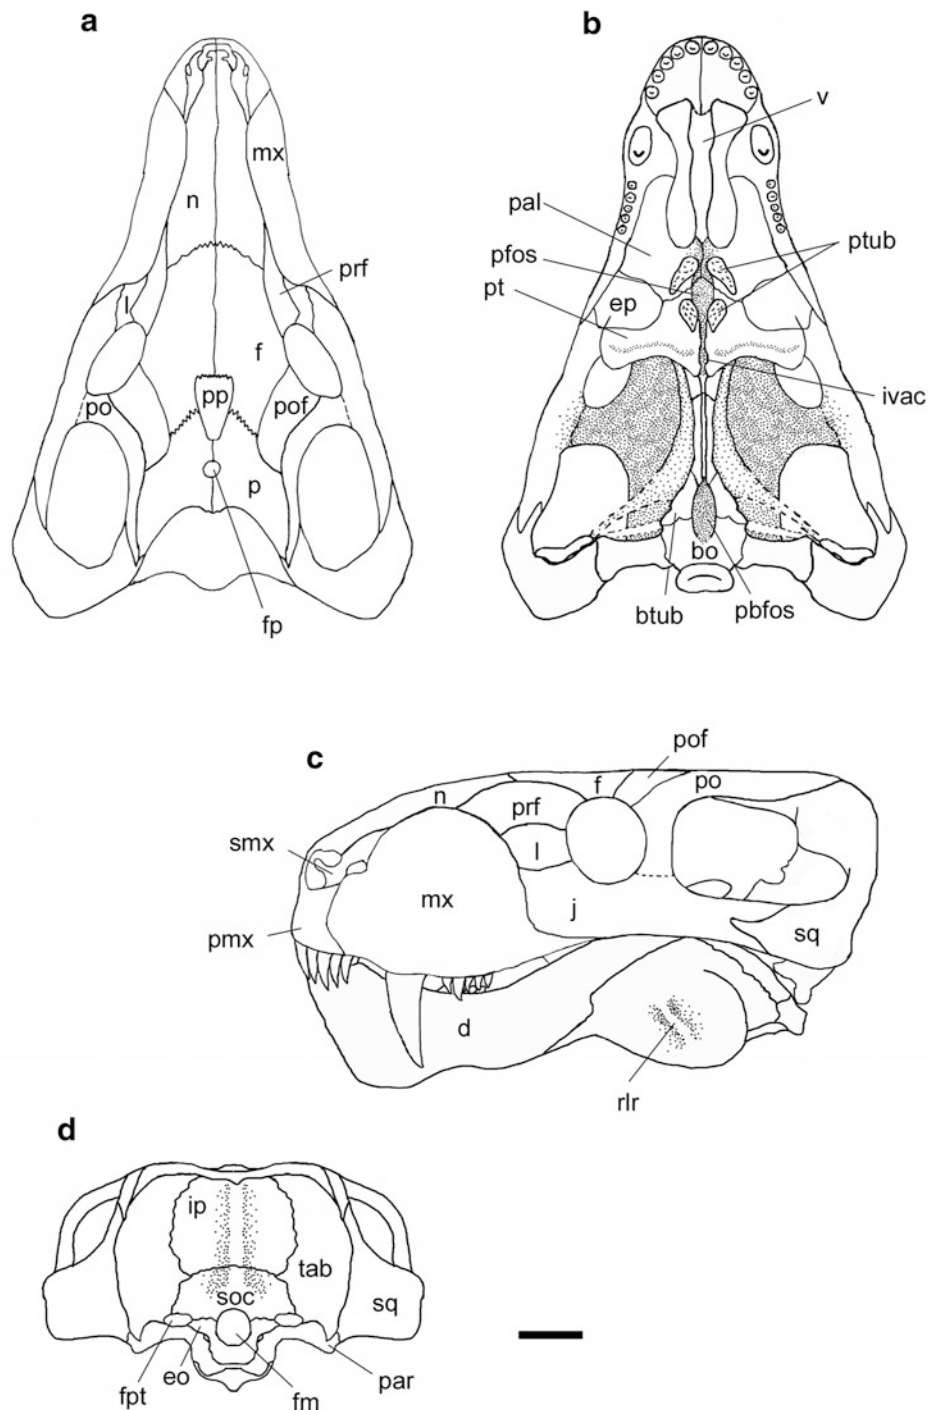 a
b
v
mx
n
pal
ptub
pfos
prf
pt
l
ep
f
ivac
pp
po
pof
p
bo
fp
btub
pbfos
c
pof
f
po
n
prf
smx
l
mx
j
pmx
sq
d
rlr
d
ip
tab
soc
sq
eo
par
fpt
fm